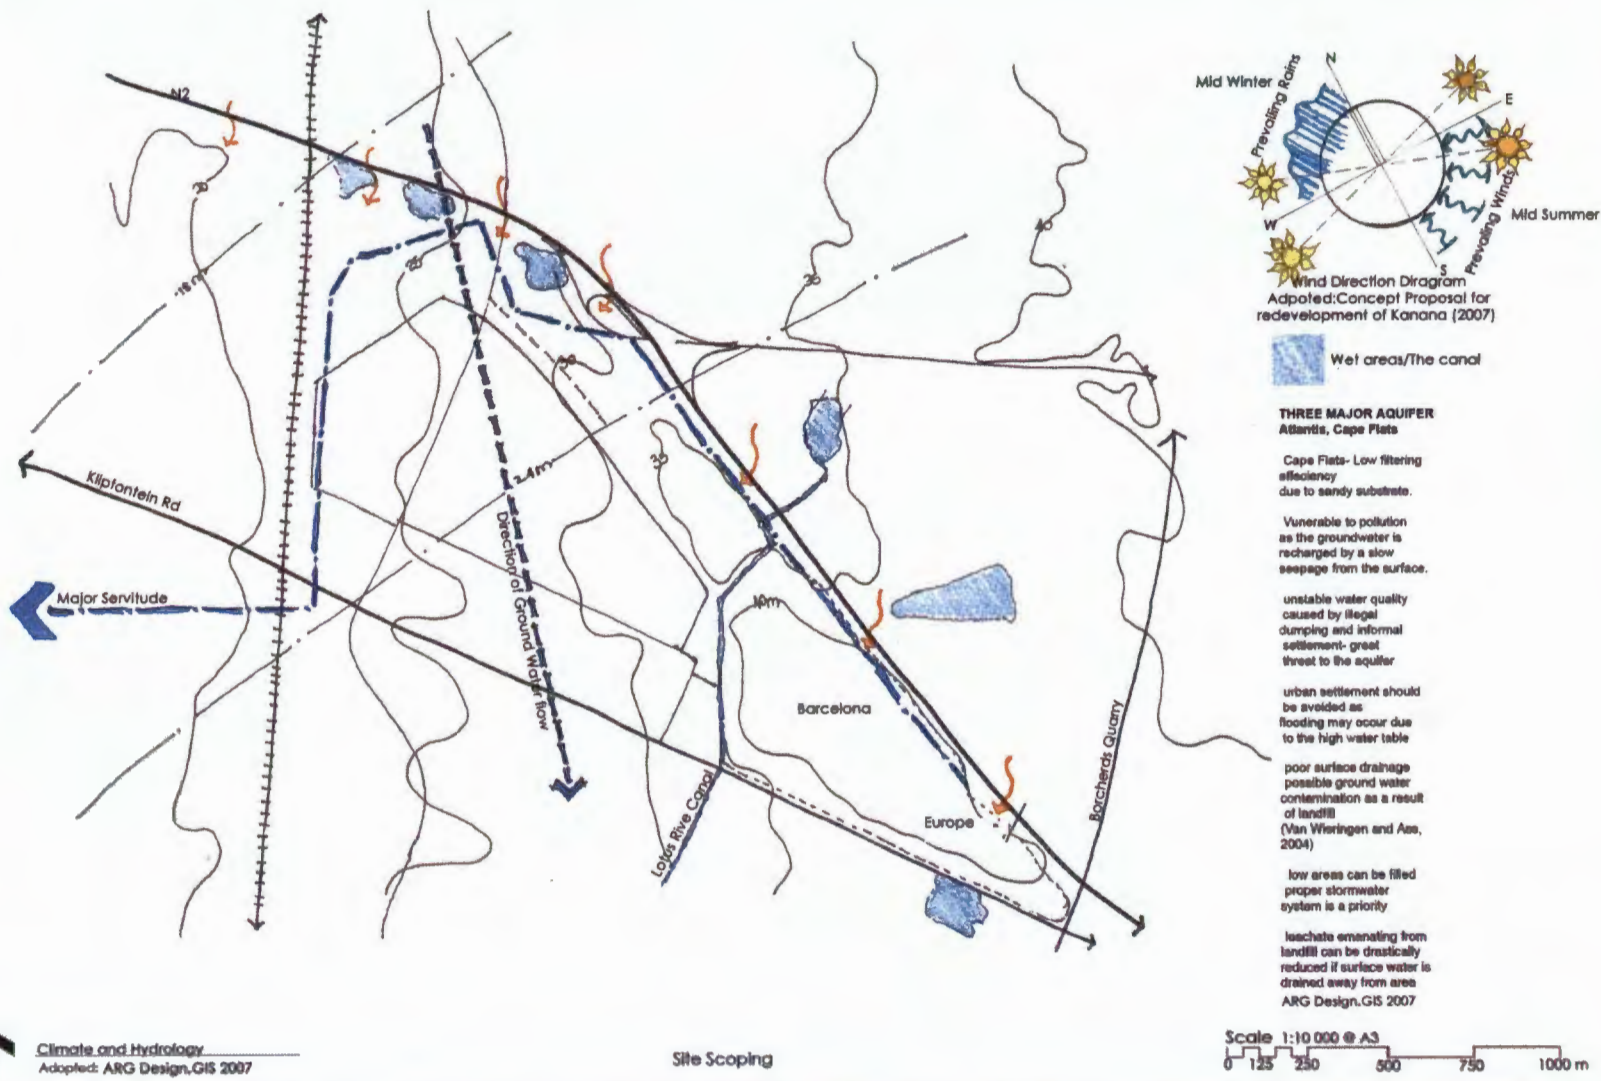 N2
20
25
30
30
35
40
18m
2.4m
10m
Klipfontein Rd
Major Servitude
Direction of Ground Water flow
Lotus Rive Canal
Barcelona
Europe
Borcherds Quarry
Mid Winter
Prevailing Rains
N
E
W
S
Prevailing Winds
Mid Summer
Wind Direction Diragram
Adpoted:Concept Proposal for
redevelopment of Kanana (2007)
Wet areas/The canal
THREE MAJOR AQUIFER
Atlantis, Cape Flats
Cape Flats- Low filtering
effeciency
due to sandy substrate.
Vunerable to pollution
as the groundwater is
recharged by a slow
seepage from the surface.
unstable water quality
caused by illegal
dumping and informal
settlement- great
threat to the aquifer
urban settlement should
be avoided as
flooding may occur due
to the high water table
poor surface drainage
possible ground water
contemination as a result
of landfill
(Van Wieringen and Ass,
2004)
low areas can be filled
proper stormwater
system is a priority
leachate emanating from
landfill can be drastically
reduced if surface water is
drained away from area
ARG Design.GIS 2007
Climate and Hydrology
Adopted: ARG Design.GIS 2007
Site Scoping
Scale 1:10 000 @ A3
0 125 250 500 750 1000 m